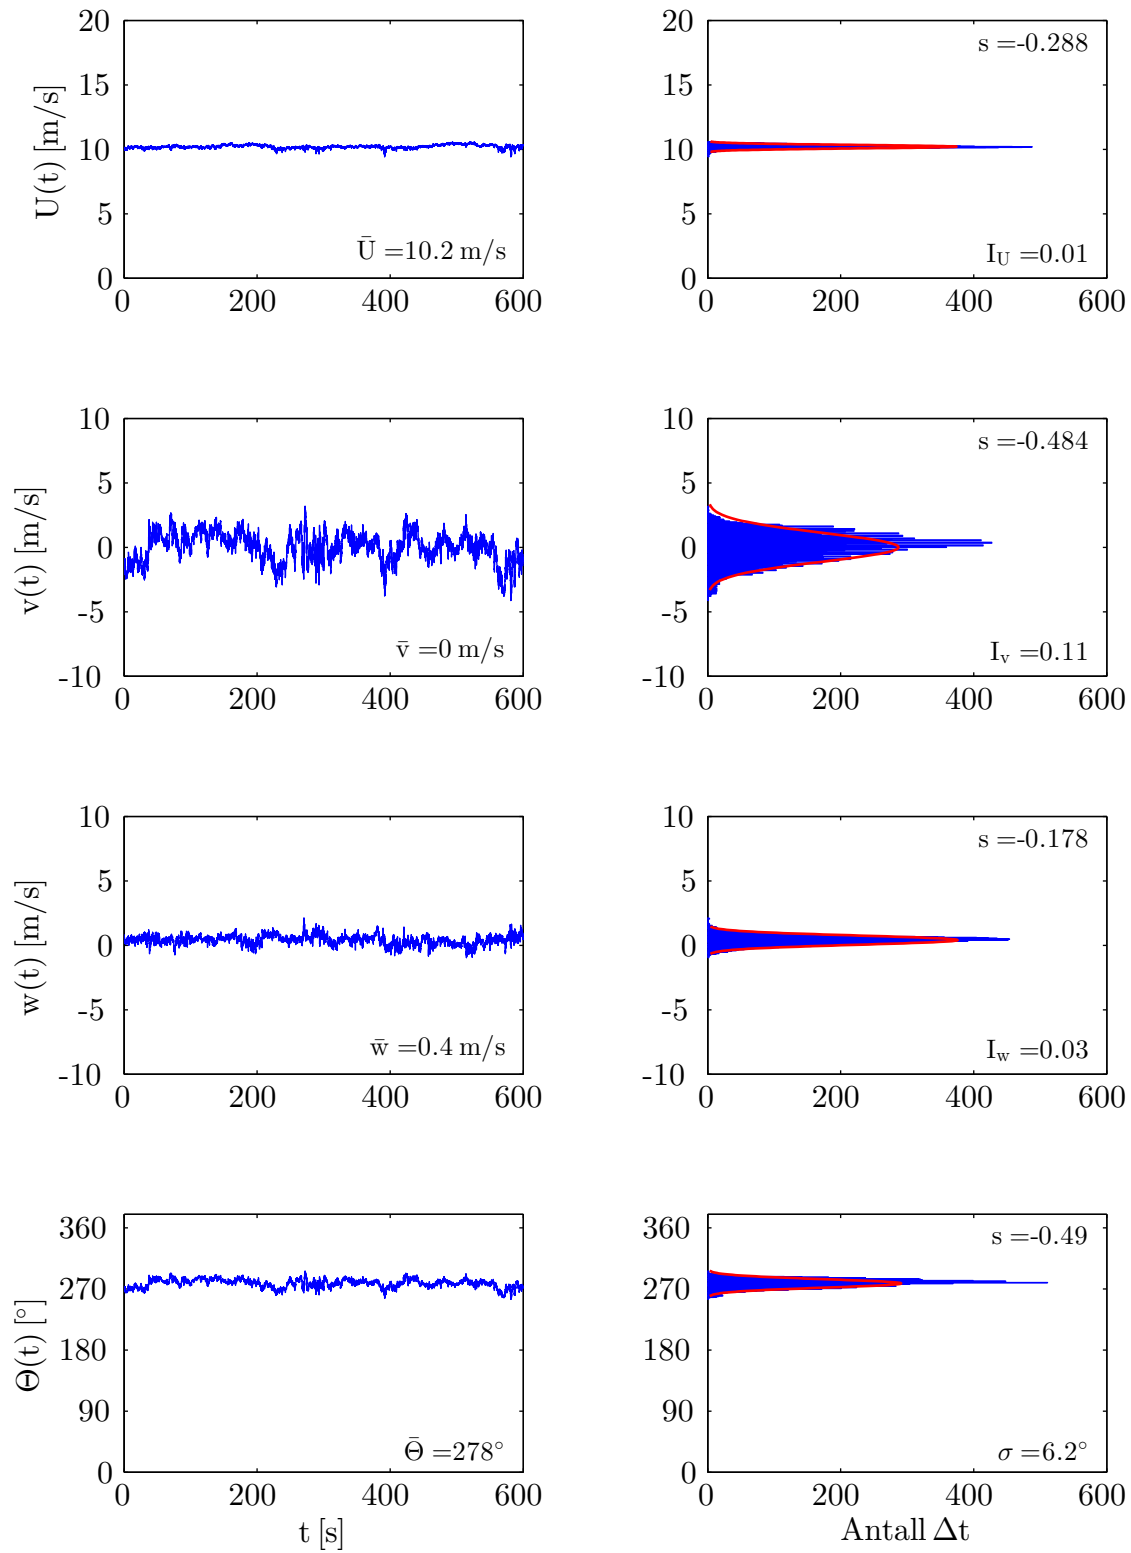 20
15
10
5
0
U(t) [m/s]
Ū =10.2 m/s
0 200 400 600
20
15
10
5
0
s =-0.288
I_U =0.01
0 200 400 600
10
5
0
-5
-10
v(t) [m/s]
v̄ =0 m/s
0 200 400 600
10
5
0
-5
-10
s =-0.484
I_v =0.11
0 200 400 600
10
5
0
-5
-10
w(t) [m/s]
w̄ =0.4 m/s
0 200 400 600
10
5
0
-5
-10
s =-0.178
I_w =0.03
0 200 400 600
360
270
180
90
0
Θ(t) [°]
Θ̄ =278°
0 200 400 600
t [s]
360
270
180
90
0
s =-0.49
σ =6.2°
0 200 400 600
Antall Δt